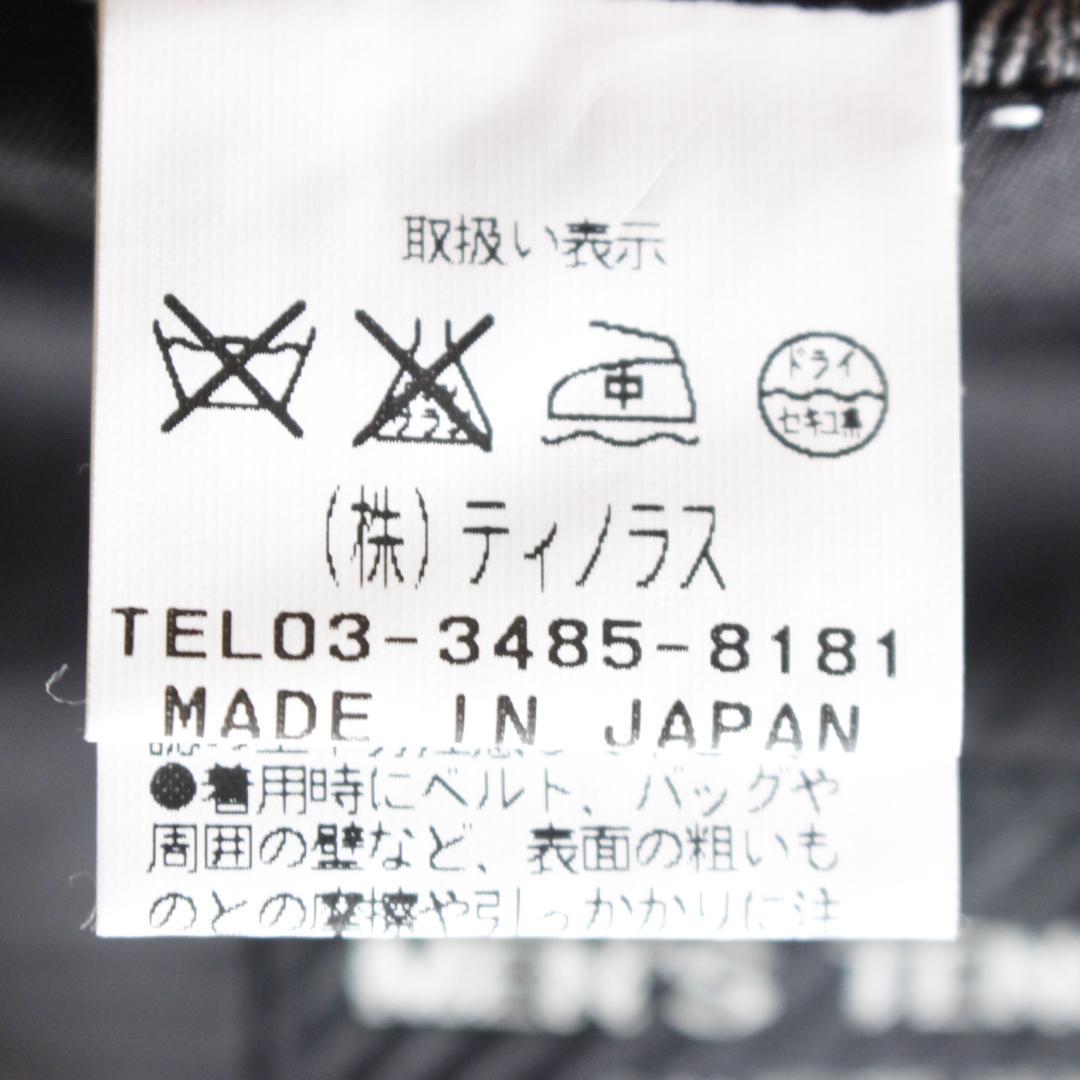 取扱い表示
中
ドライ
セキユ系
(株)ティノラス
TEL03-3485-8181
MADE IN JAPAN
●着用時にベルト、バッグや
周囲の壁など、表面の粗いも
のとの摩擦や引っかかりに注
MEN'S TEN